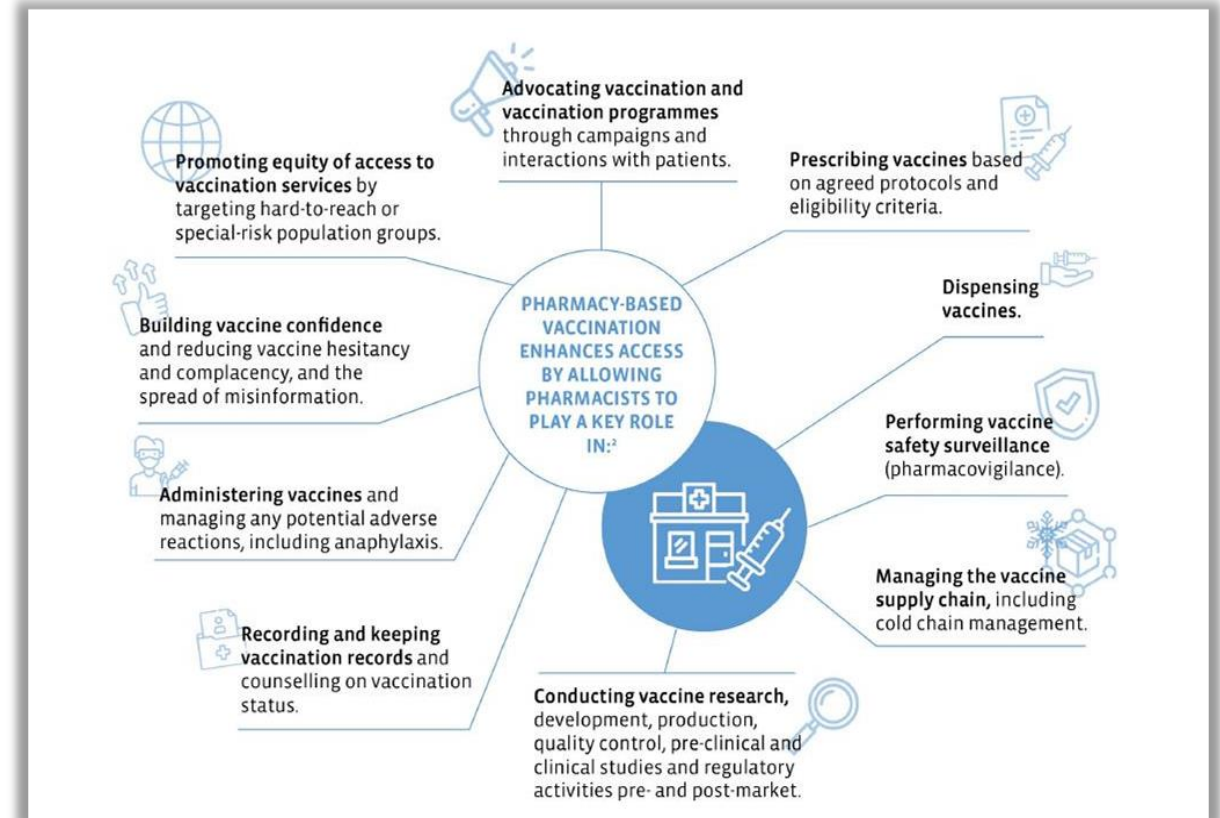 Advocating vaccination and
vaccination programmes
through campaigns and
interactions with patients.
Promoting equity of access to
vaccination services by
targeting hard-to-reach or
special-risk population groups.
Prescribing vaccines based
on agreed protocols and
eligibility criteria.
PHARMACY-BASED
VACCINATION
ENHANCES ACCESS
BY ALLOWING
PHARMACISTS TO
PLAY A KEY ROLE
IN:²
Dispensing
vaccines.
Building vaccine confidence
and reducing vaccine hesitancy
and complacency, and the
spread of misinformation.
Performing vaccine
safety surveillance
(pharmacovigilance).
Administering vaccines and
managing any potential adverse
reactions, including anaphylaxis.
Managing the vaccine
supply chain, including
cold chain management.
Recording and keeping
vaccination records and
counselling on vaccination
status.
Conducting vaccine research,
development, production,
quality control, pre-clinical and
clinical studies and regulatory
activities pre- and post-market.